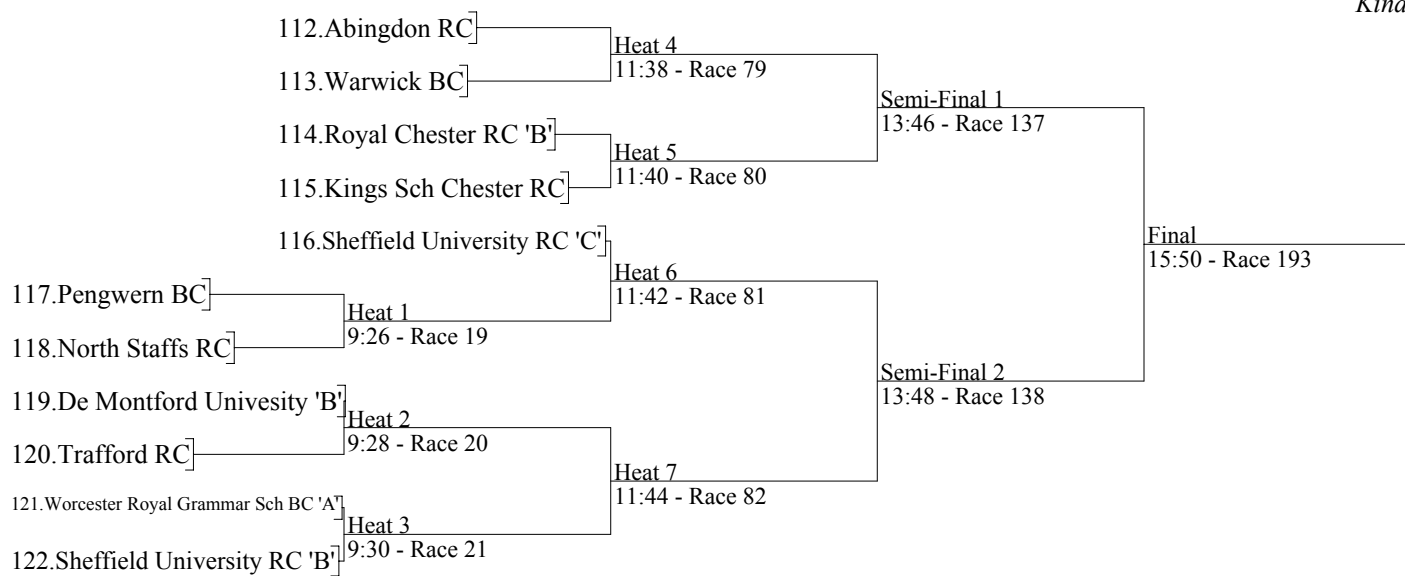 Kind
112.Abingdon RC
Heat 4
11:38 - Race 79
113.Warwick BC
Semi-Final 1
13:46 - Race 137
114.Royal Chester RC 'B'
Heat 5
11:40 - Race 80
115.Kings Sch Chester RC
116.Sheffield University RC 'C'
Final
15:50 - Race 193
Heat 6
11:42 - Race 81
117.Pengwern BC
Heat 1
9:26 - Race 19
118.North Staffs RC
Semi-Final 2
13:48 - Race 138
119.De Montford Univesity 'B'
Heat 2
9:28 - Race 20
120.Trafford RC
Heat 7
11:44 - Race 82
121.Worcester Royal Grammar Sch BC 'A'
Heat 3
9:30 - Race 21
122.Sheffield University RC 'B'